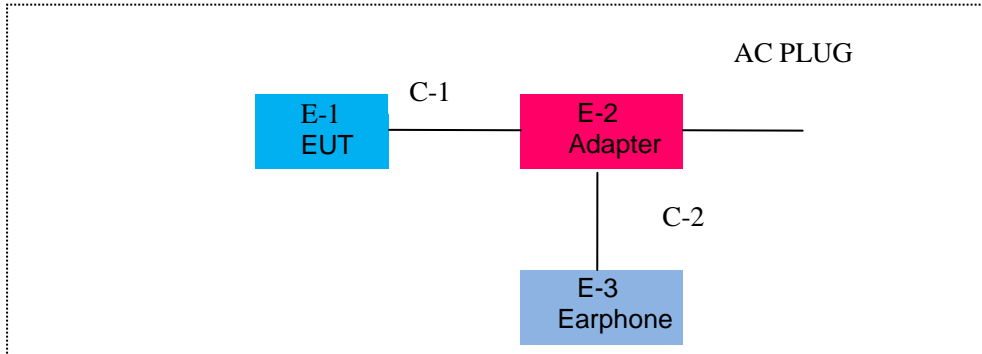 AC PLUG
C-1
E-1
EUT
E-2
Adapter
C-2
E-3
Earphone